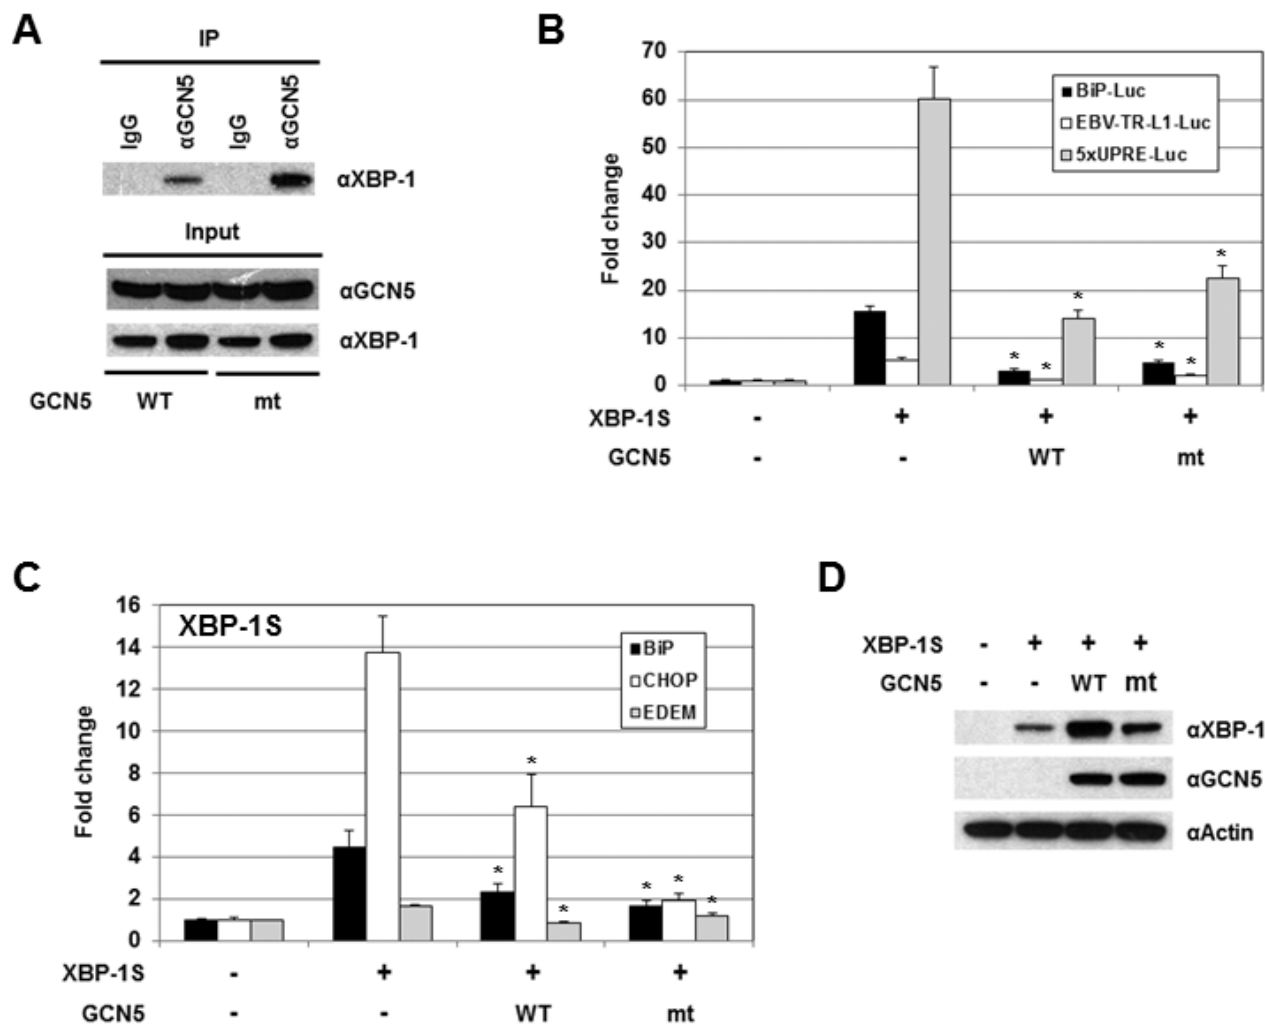 A
IP
IgG αGCN5 IgG αGCN5
αXBP-1
Input
αGCN5
αXBP-1
GCN5 WT mt
B
70
60
50
40
30
20
10
0
Fold change
BiP-Luc
EBV-TR-L1-Luc
5xUPRE-Luc
* * * * * *
XBP-1S - + + +
GCN5 - - WT mt
C
16
14
12
10
8
6
4
2
0
Fold change
XBP-1S
BiP
CHOP
EDEM
* * * * * *
XBP-1S - + + +
GCN5 - - WT mt
D
XBP-1S - + + +
GCN5 - - WT mt
αXBP-1
αGCN5
αActin